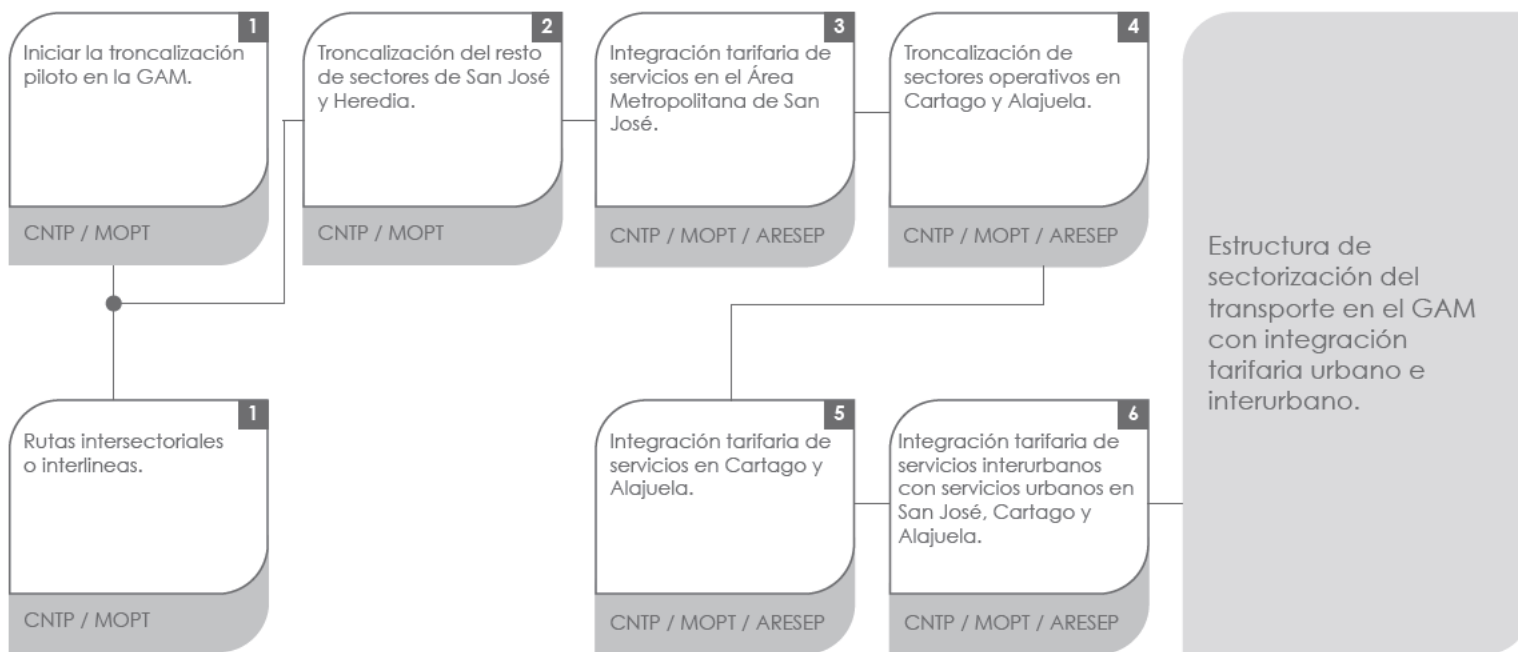 1
Iniciar la troncalización
piloto en la GAM.
CNTP / MOPT
2
Troncalización del resto
de sectores de San José
y Heredia.
CNTP / MOPT
3
Integración tarifaria de
servicios en el Área
Metropolitana de San
José.
CNTP / MOPT / ARESEP
4
Troncalización de
sectores operativos en
Cartago y Alajuela.
CNTP / MOPT / ARESEP
1
Rutas intersectoriales
o interlineas.
CNTP / MOPT
5
Integración tarifaria de
servicios en Cartago y
Alajuela.
CNTP / MOPT / ARESEP
6
Integración tarifaria de
servicios interurbanos
con servicios urbanos en
San José, Cartago y
Alajuela.
CNTP / MOPT / ARESEP
Estructura de
sectorización del
transporte en el GAM
con integración
tarifaria urbano e
interurbano.